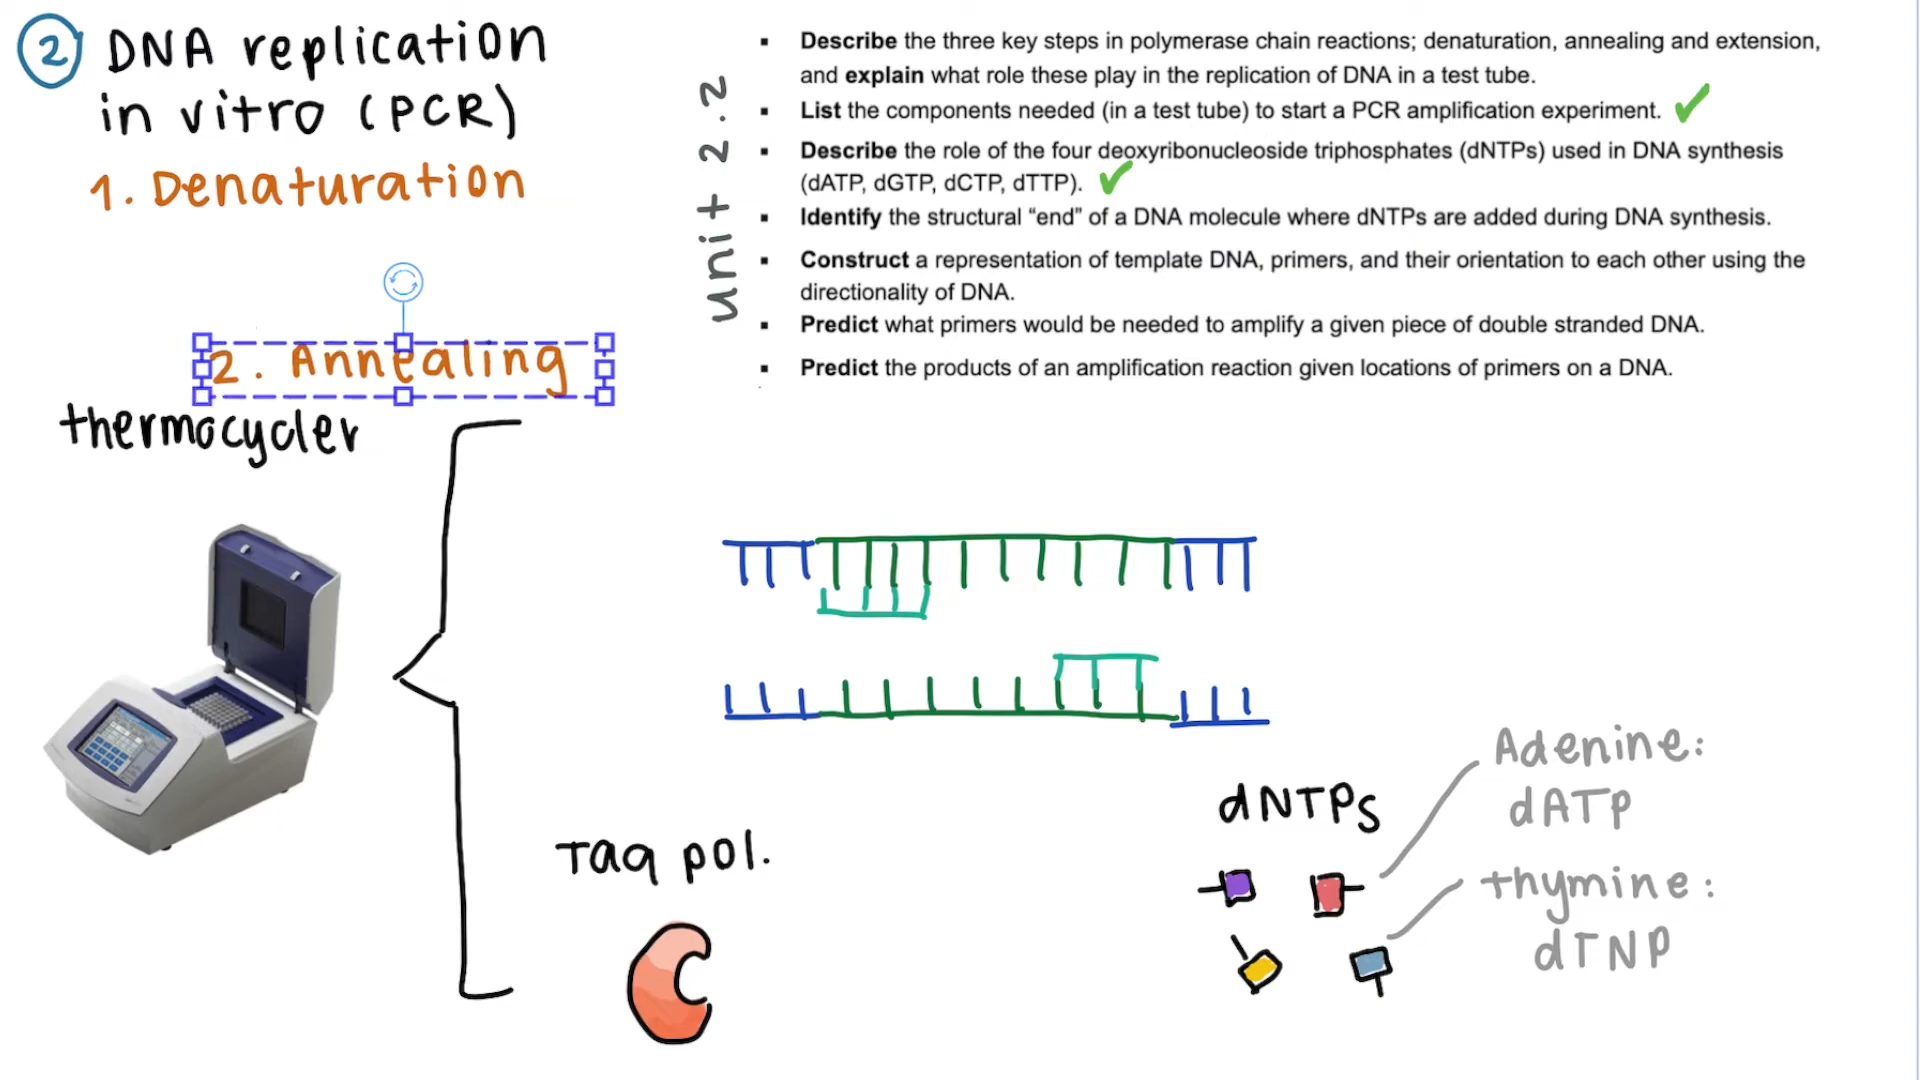 2 DNA replication
in vitro (PCR)
1. Denaturation
2. Annealing
thermocycler
unit 2.2
▪ Describe the three key steps in polymerase chain reactions; denaturation, annealing and extension,
and explain what role these play in the replication of DNA in a test tube.
▪ List the components needed (in a test tube) to start a PCR amplification experiment.
▪ Describe the role of the four deoxyribonucleoside triphosphates (dNTPs) used in DNA synthesis
(dATP, dGTP, dCTP, dTTP).
▪ Identify the structural “end” of a DNA molecule where dNTPs are added during DNA synthesis.
▪ Construct a representation of template DNA, primers, and their orientation to each other using the
directionality of DNA.
▪ Predict what primers would be needed to amplify a given piece of double stranded DNA.
▪ Predict the products of an amplification reaction given locations of primers on a DNA.
Taq pol.
dNTPs
Adenine:
dATP
thymine:
dTNP